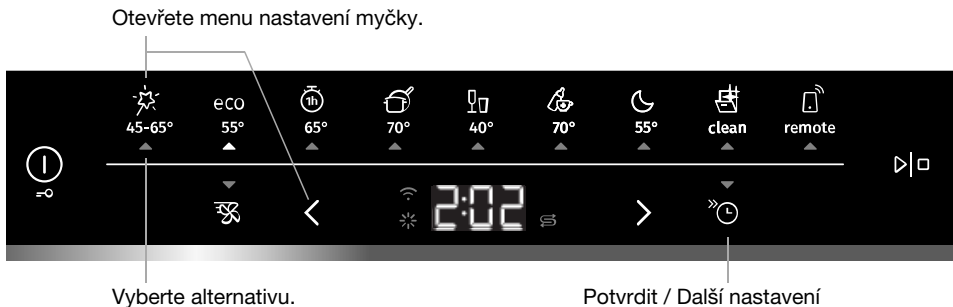 Otevřete menu nastavení myčky.
eco 1h
45-65° 55° 65° 70° 40° 70° 55° clean remote
2:02
Vyberte alternativu. Potvrdit / Další nastavení